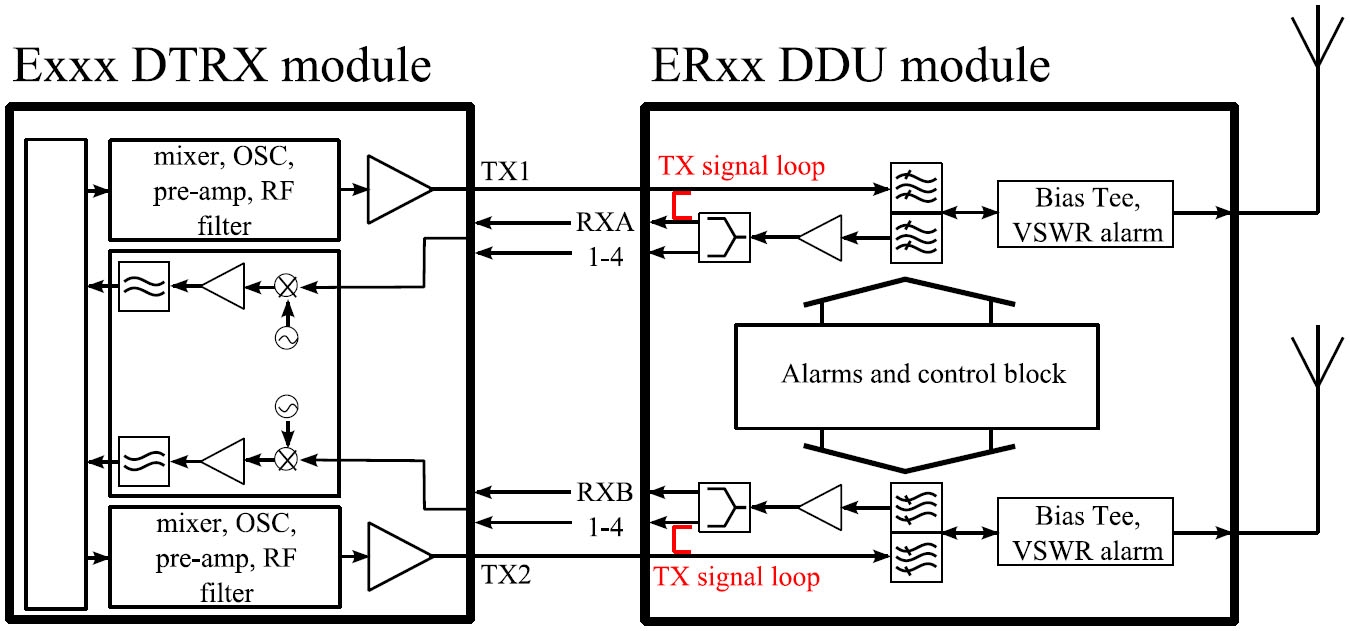 Exxx DTRX module
ERxx DDU module
mixer, OSC,
pre-amp, RF
filter
TX1
TX signal loop
RXA
1-4
Bias Tee,
VSWR alarm
Alarms and control block
RXB
1-4
mixer, OSC,
pre-amp, RF
filter
TX2
TX signal loop
Bias Tee,
VSWR alarm